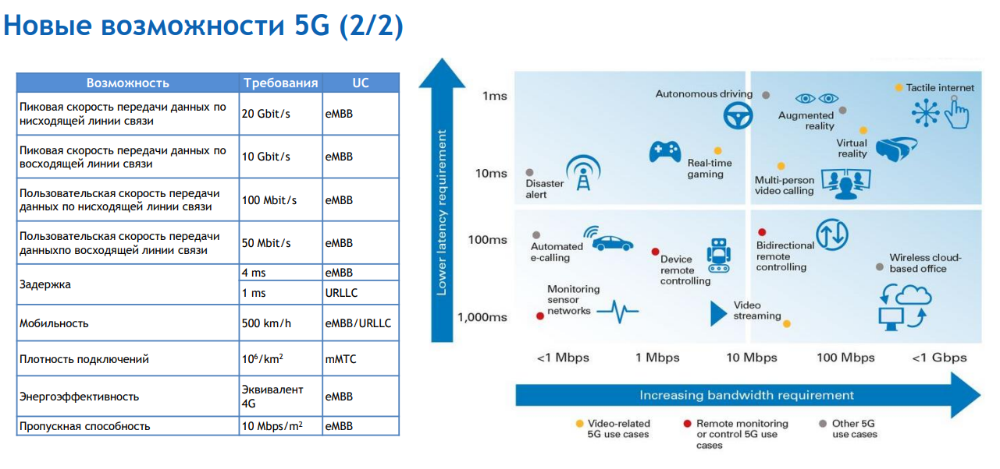 Новые возможности 5G (2/2)
Возможность Требования UC
Пиковая скорость передачи данных по
нисходящей линии связи
20 Gbit/s eMBB
Пиковая скорость передачи данных по
восходящей линии связи
10 Gbit/s eMBB
Пользовательская скорость передачи
данных по нисходящей линии связи
100 Mbit/s eMBB
Пользовательская скорость передачи
данныхпо восходящей линии связи
50 Mbit/s eMBB
Задержка
4 ms eMBB
1 ms URLLC
Мобильность 500 km/h eMBB/URLLC
Плотность подключений 10⁶/km² mMTC
Энергоэффективность
Эквивалент
4G
eMBB
Пропускная способность 10 Mbps/m² eMBB
Lower latency requirement
1ms
10ms
100ms
1,000ms
Autonomous driving
Augmented
reality
Tactile internet
Virtual
reality
Real-time
gaming
Multi-person
video calling
Disaster
alert
Automated
e-calling
Device
remote
controlling
Bidirectional
remote
controlling
Wireless cloud-
based office
Monitoring
sensor
networks
Video
streaming
<1 Mbps 1 Mbps 10 Mbps 100 Mbps <1 Gbps
Increasing bandwidth requirement
Video-related
5G use cases
Remote monitoring
or control 5G use
cases
Other 5G
use cases